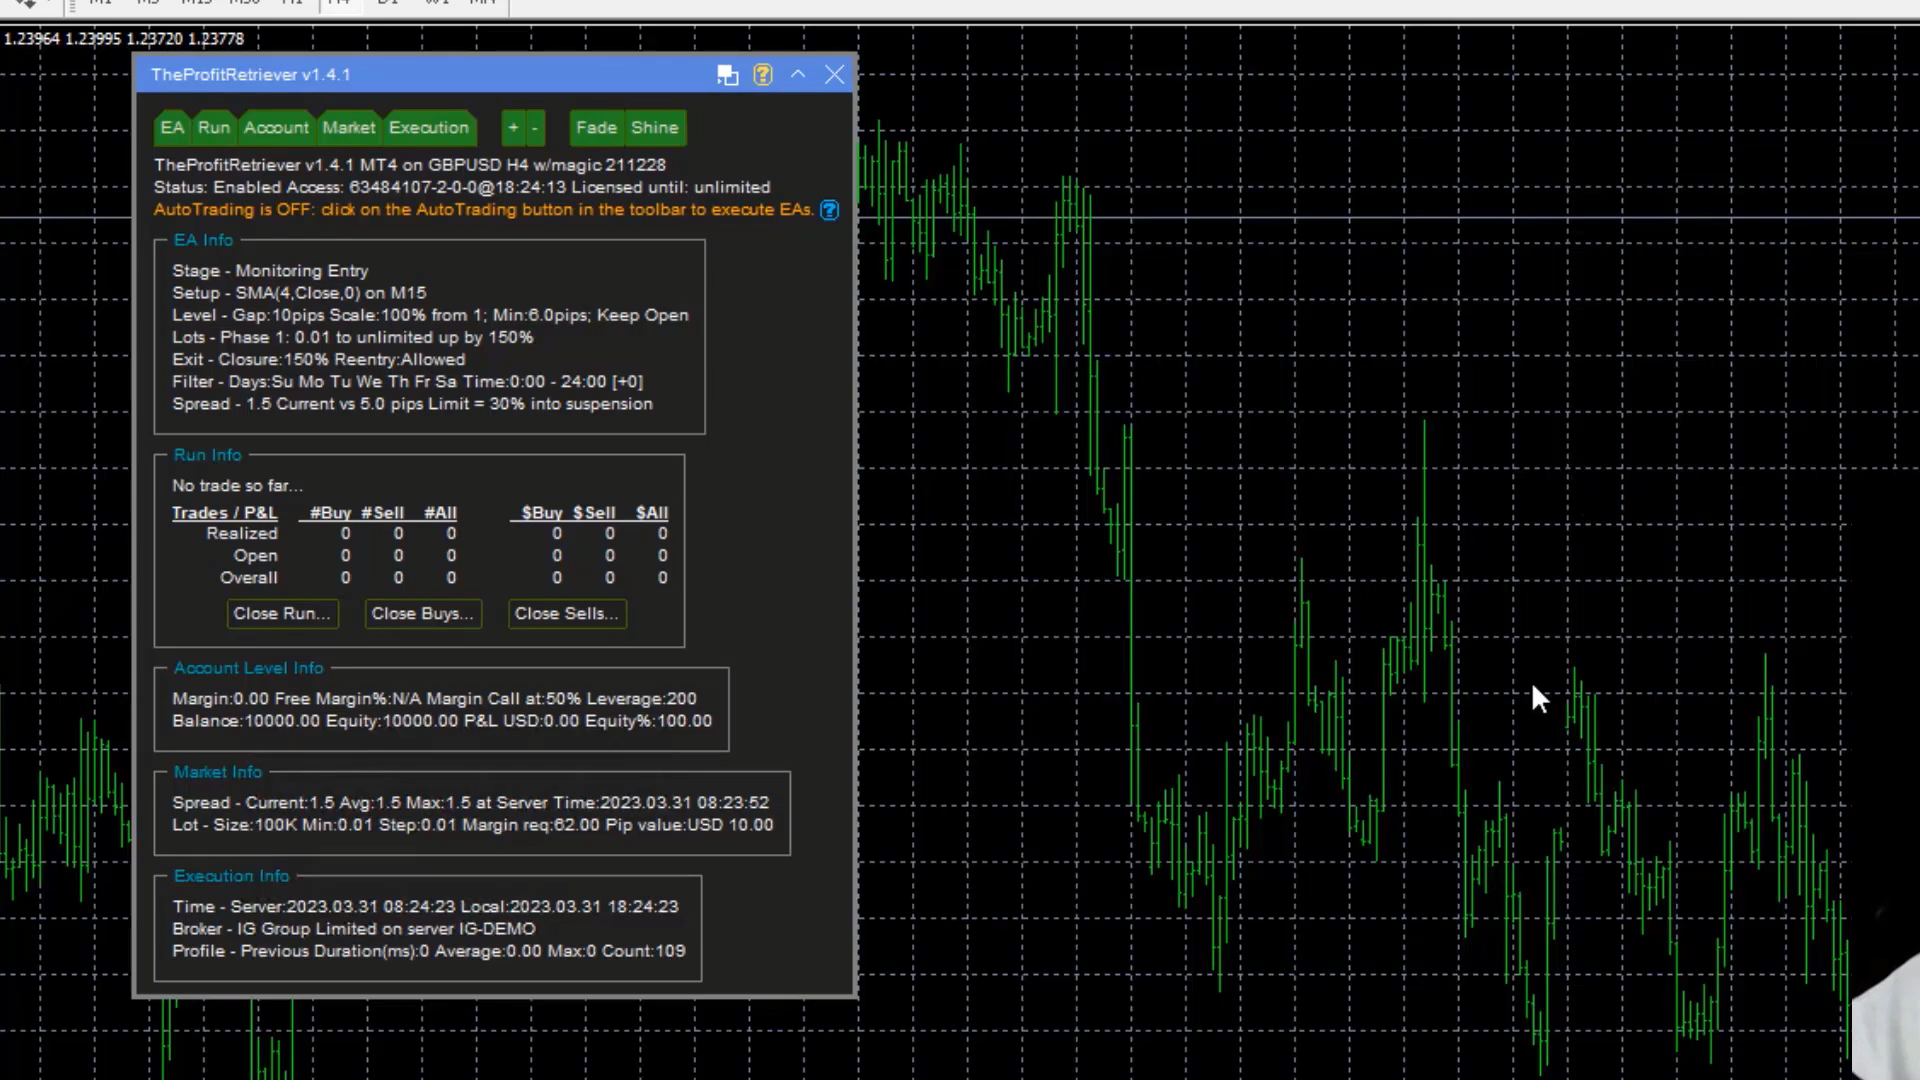 1.23964 1.23995 1.23720 1.23778
TheProfitRetriever v1.4.1
EA Run Account Market Execution + - Fade Shine
TheProfitRetriever v1.4.1 MT4 on GBPUSD H4 w/magic 211228
Status: Enabled Access: 63484107-2-0-0@18:24:13 Licensed until: unlimited
AutoTrading is OFF: click on the AutoTrading button in the toolbar to execute EAs. ?
EA Info
Stage - Monitoring Entry
Setup - SMA(4,Close,0) on M15
Level - Gap:10pips Scale:100% from 1; Min:6.0pips; Keep Open
Lots - Phase 1: 0.01 to unlimited up by 150%
Exit - Closure:150% Reentry:Allowed
Filter - Days:Su Mo Tu We Th Fr Sa Time:0:00 - 24:00 [+0]
Spread - 1.5 Current vs 5.0 pips Limit = 30% into suspension
Run Info
No trade so far...
Trades / P&L #Buy #Sell #All $Buy $Sell $All
Realized 0 0 0 0 0 0
Open 0 0 0 0 0 0
Overall 0 0 0 0 0 0
Close Run... Close Buys... Close Sells...
Account Level Info
Margin:0.00 Free Margin%:N/A Margin Call at:50% Leverage:200
Balance:10000.00 Equity:10000.00 P&L USD:0.00 Equity%:100.00
Market Info
Spread - Current:1.5 Avg:1.5 Max:1.5 at Server Time:2023.03.31 08:23:52
Lot - Size:100K Min:0.01 Step:0.01 Margin req:62.00 Pip value:USD 10.00
Execution Info
Time - Server:2023.03.31 08:24:23 Local:2023.03.31 18:24:23
Broker - IG Group Limited on server IG-DEMO
Profile - Previous Duration(ms):0 Average:0.00 Max:0 Count:109